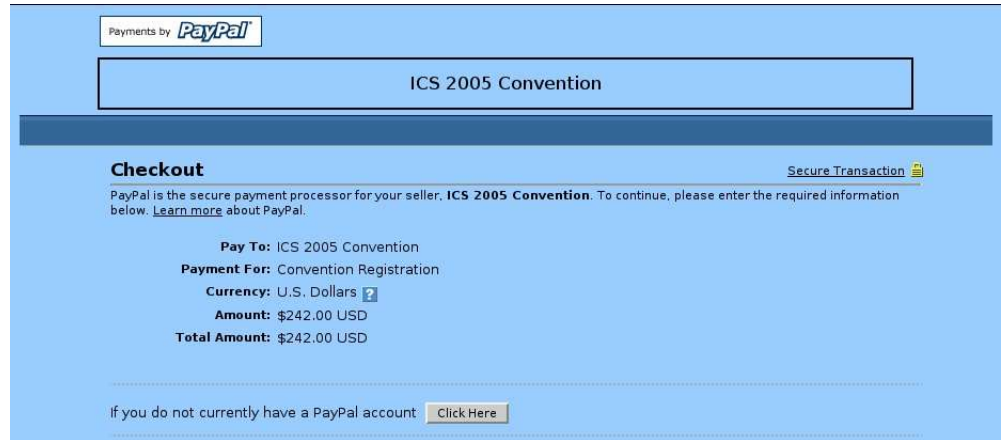 Payments by PayPal
ICS 2005 Convention
Checkout
Secure Transaction
PayPal is the secure payment processor for your seller, ICS 2005 Convention. To continue, please enter the required information
below. Learn more about PayPal.
Pay To: ICS 2005 Convention
Payment For: Convention Registration
Currency: U.S. Dollars ?
Amount: $242.00 USD
Total Amount: $242.00 USD
If you do not currently have a PayPal account Click Here